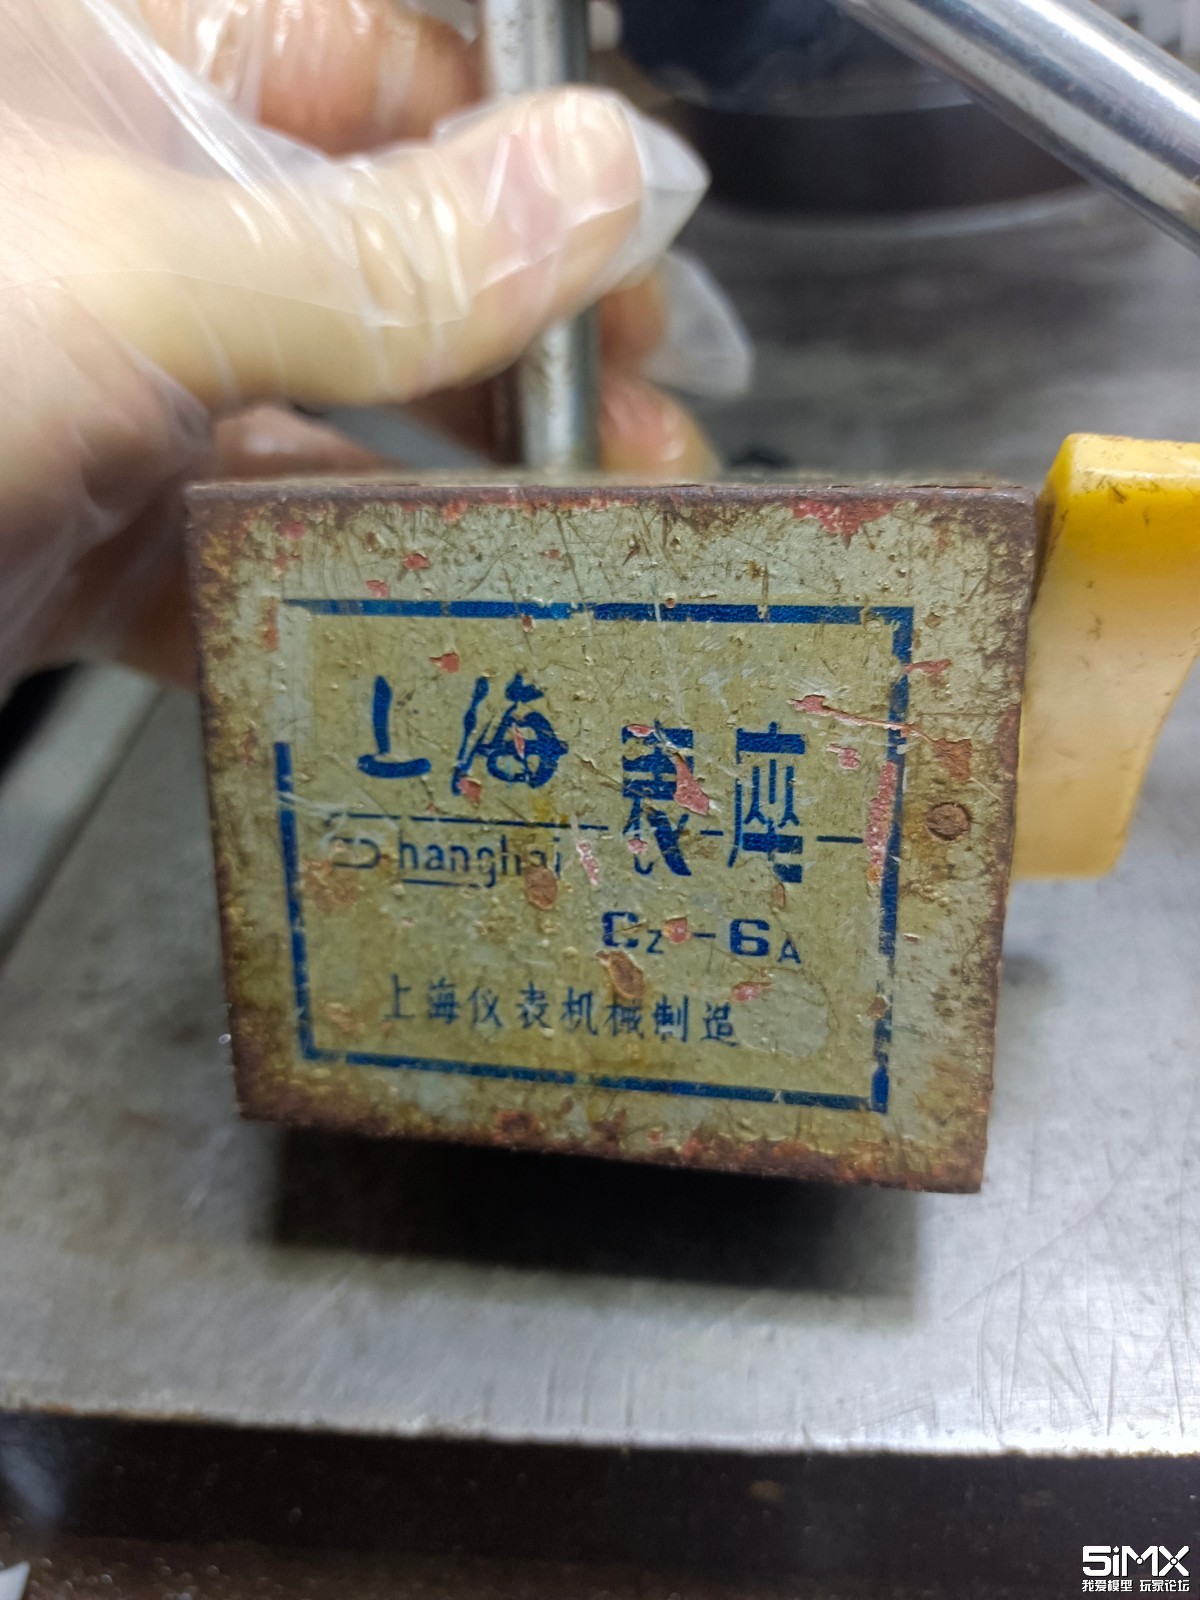 上海 表座
Shanghai
CZ-6A
上海仪表机械制造
5iMX
我爱模型 玩家论坛